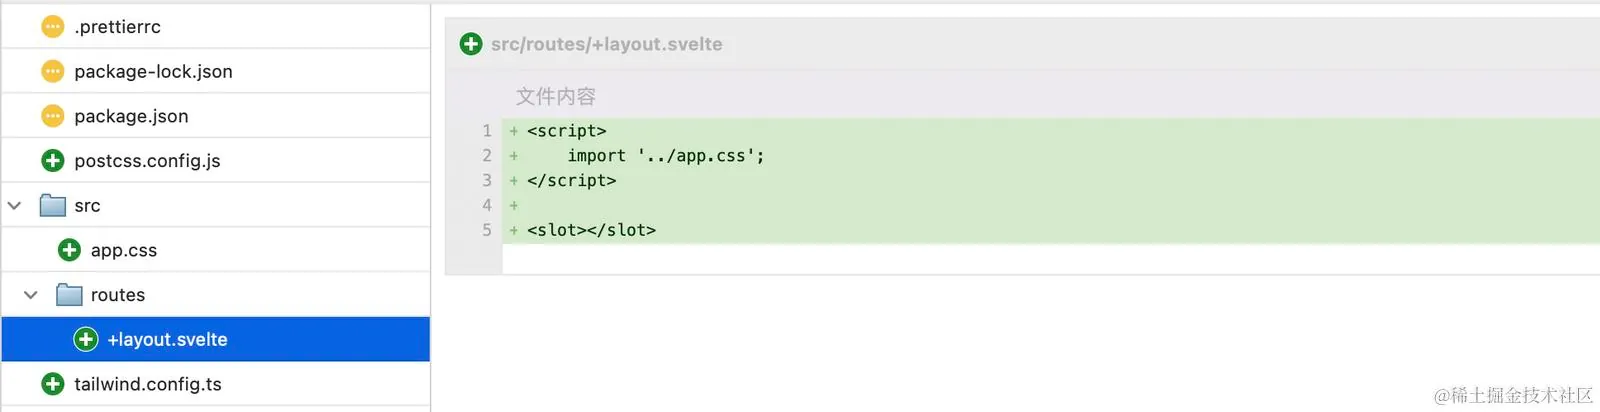 .prettierrc
package-lock.json
package.json
postcss.config.js
src
app.css
routes
+layout.svelte
tailwind.config.ts
src/routes/+layout.svelte
文件内容
1 + <script>
2 +     import '../app.css';
3 + </script>
4 +
5 + <slot></slot>
@稀土掘金技术社区